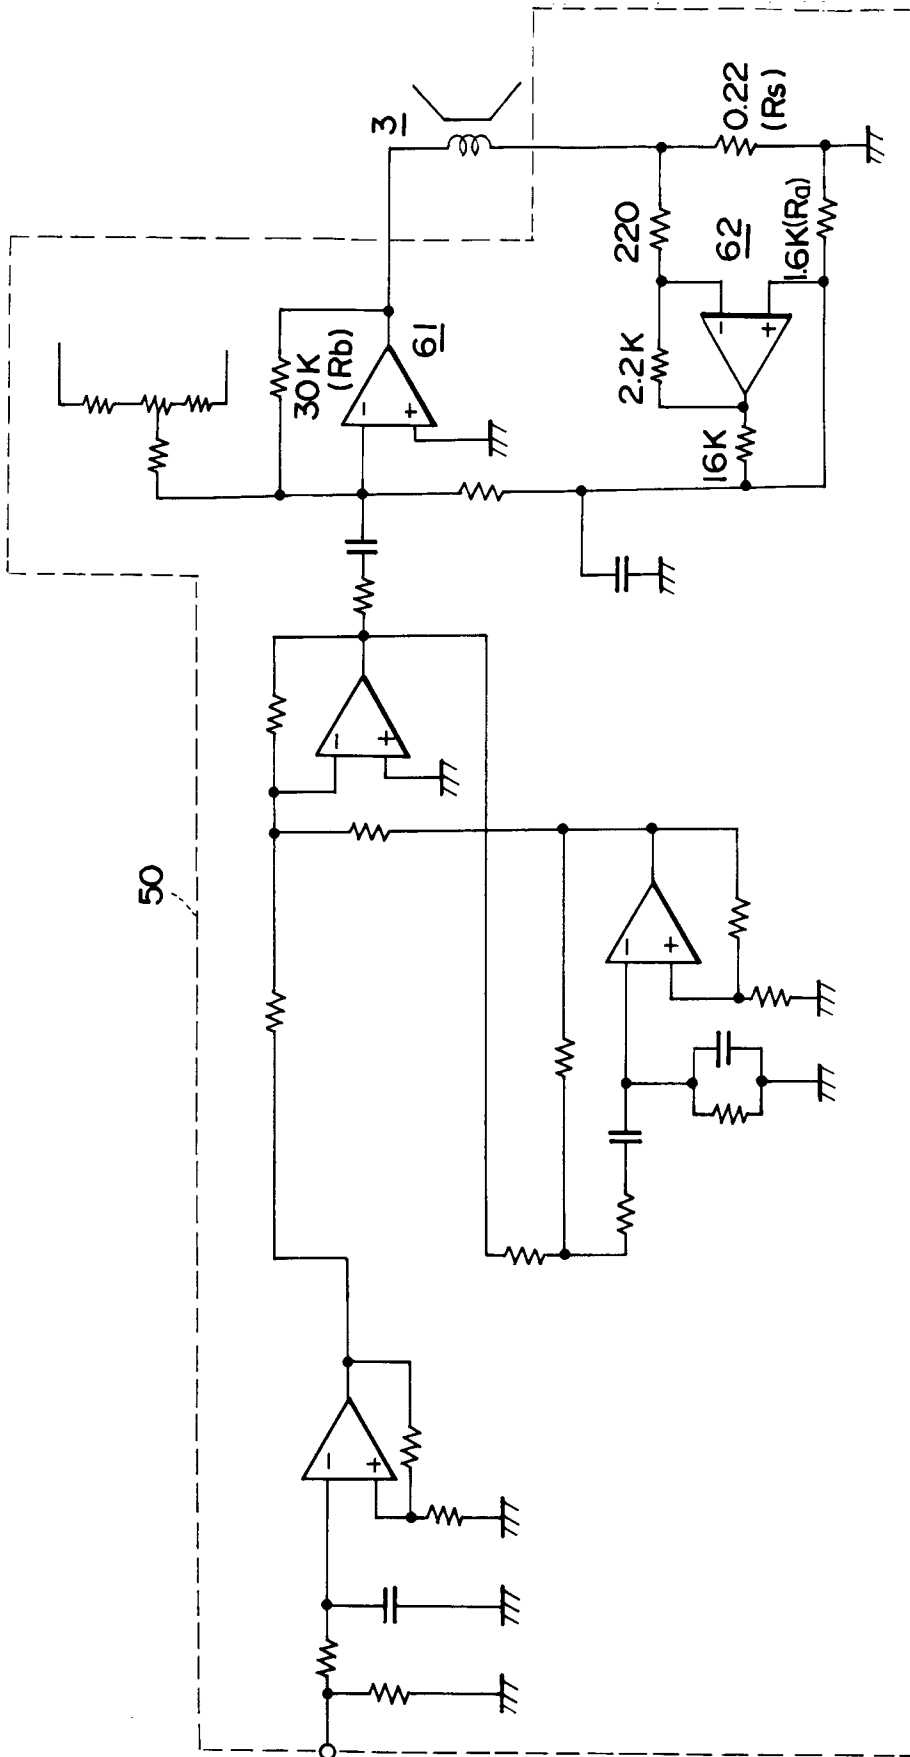 50
30K
(Rb)
61
3
0.22
(Rs)
220
62
1.6K(Ra)
2.2K
16K
−
+
−
+
−
+
−
+
−
+